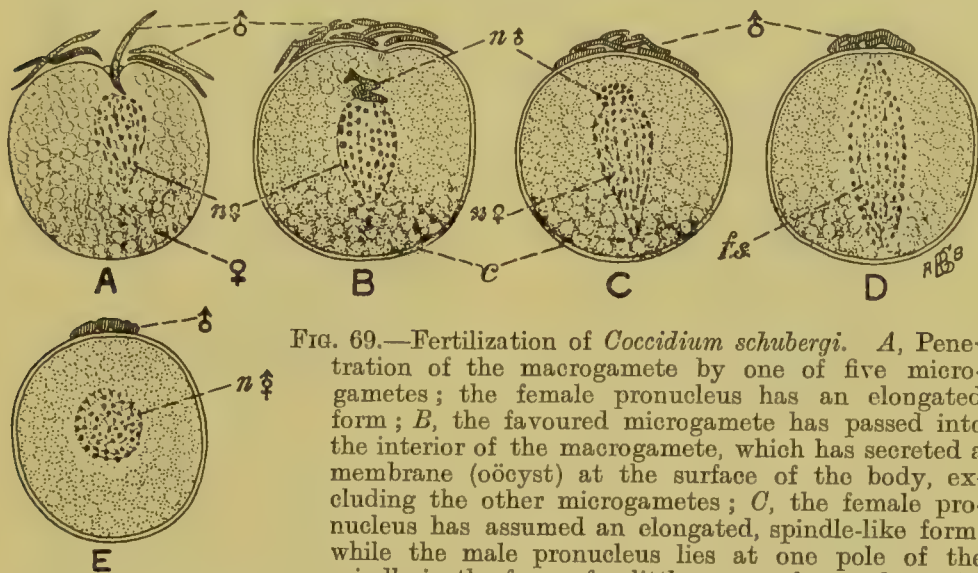 ♂ n♂ ♂
n♀ n♀
♀ c f.s.
A B C D
♂
n⚥
E
FIG. 69.—Fertilization of Coccidium schubergi. A, Pene-
tration of the macrogamete by one of five micro-
gametes; the female pronucleus has an elongated
form; B, the favoured microgamete has passed into
the interior of the macrogamete, which has secreted a
membrane (oöcyst) at the surface of the body, ex-
cluding the other microgametes; C, the female pro-
nucleus has assumed an elongated, spindle-like form,
while the male pronucleus lies at one pole of the